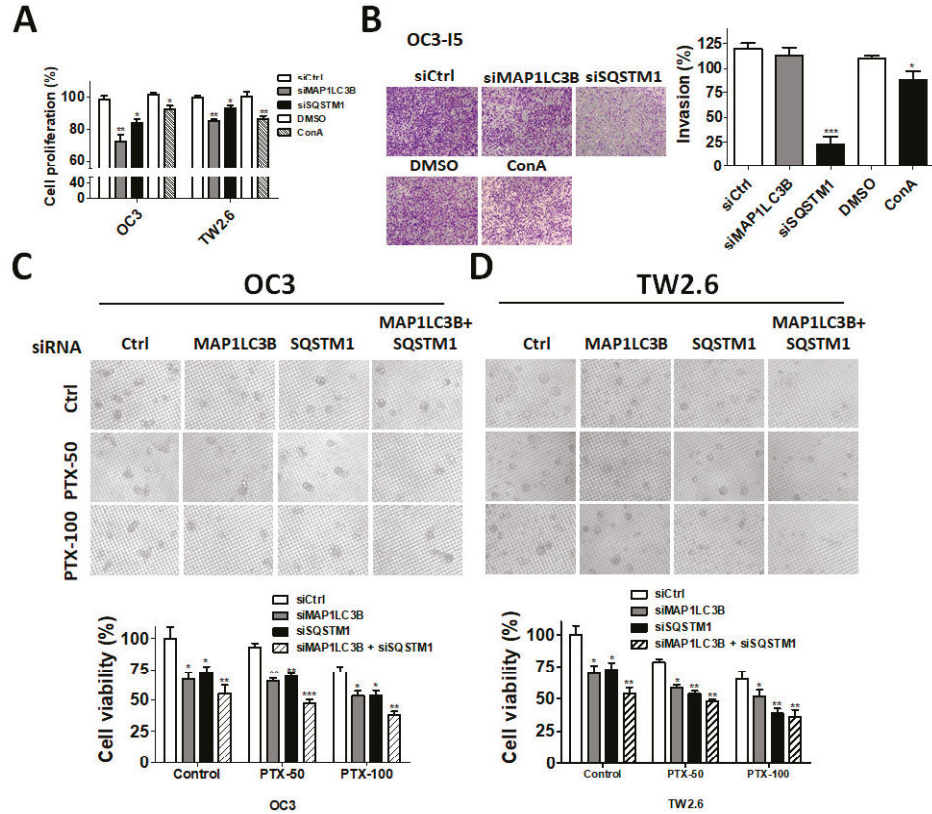 A
Cell proliferation (%)
100
80
60
40
0
** * *
* ** **
siCtrl
siMAP1LC3B
siSQSTM1
DMSO
ConA
OC3
TW2.6
B
OC3-I5
siCtrl siMAP1LC3B siSQSTM1
DMSO ConA
Invasion (%)
125
100
75
50
25
0
***
*
siCtrl
siMAP1LC3B
siSQSTM1
DMSO
ConA
C
OC3
siRNA
Ctrl MAP1LC3B SQSTM1 MAP1LC3B+
SQSTM1
Ctrl
PTX-50
PTX-100
siCtrl
siMAP1LC3B
siSQSTM1
siMAP1LC3B + siSQSTM1
Cell viability (%)
100
75
50
25
0
* * **
** ***
* * **
Control PTX-50 PTX-100
OC3
D
TW2.6
Ctrl MAP1LC3B SQSTM1 MAP1LC3B+
SQSTM1
siCtrl
siMAP1LC3B
siSQSTM1
siMAP1LC3B + siSQSTM1
Cell viability (%)
100
75
50
25
0
* * **
* ** **
* ** **
Control PTX-50 PTX-100
TW2.6